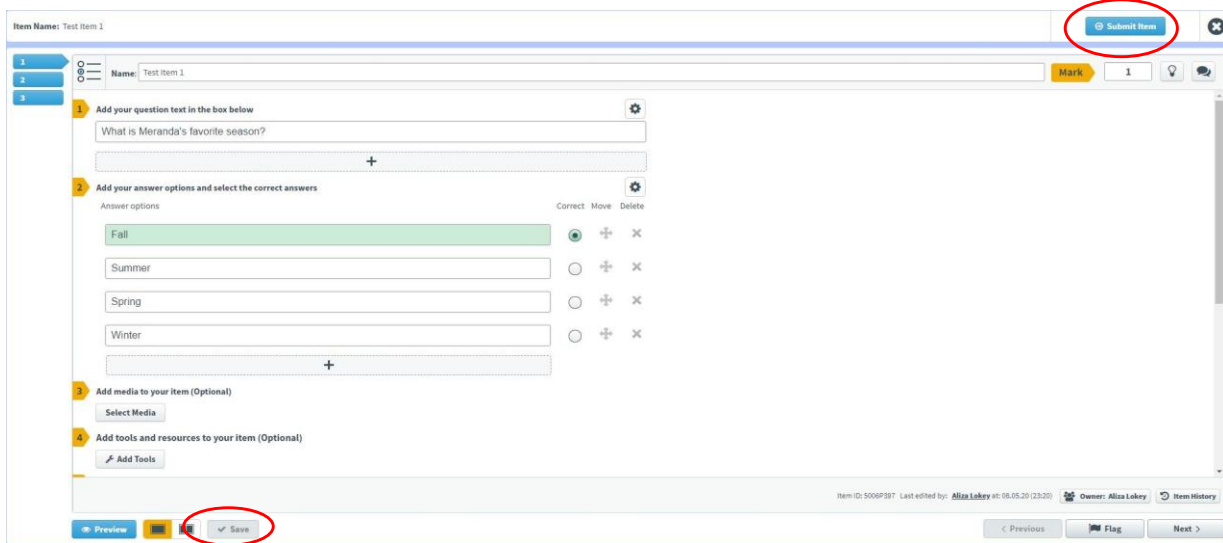 Item Name: Test Item 1
Submit Item
1
2
3
Name: Test Item 1
Mark 1
1 Add your question text in the box below
What is Meranda's favorite season?
+
2 Add your answer options and select the correct answers
Answer options Correct Move Delete
Fall
Summer
Spring
Winter
+
3 Add media to your item (Optional)
Select Media
4 Add tools and resources to your item (Optional)
Add Tools
Item ID: 5006P397 Last edited by: Aliza Lokey at: 08.05.20 (23:20) Owner: Aliza Lokey Item History
Preview Save < Previous Flag Next >